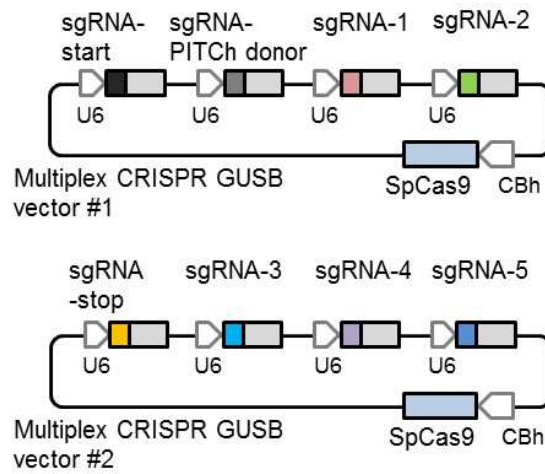 sgRNA-
start
sgRNA-
PITCh donor
sgRNA-1
sgRNA-2
U6
U6
U6
U6
SpCas9
CBh
Multiplex CRISPR GUSB
vector #1
sgRNA
-stop
sgRNA-3
sgRNA-4
sgRNA-5
U6
U6
U6
U6
SpCas9
CBh
Multiplex CRISPR GUSB
vector #2